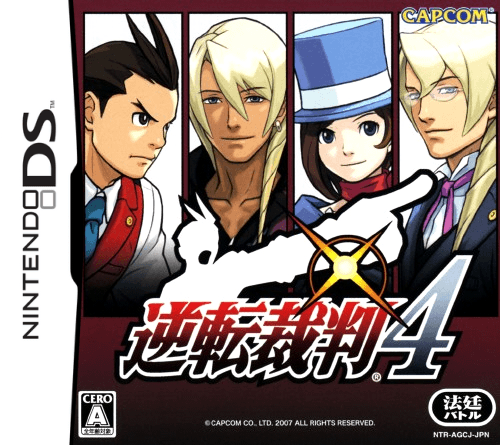 CAPCOM®
NINTENDO DS™
逆転裁判4®
CERO
A
全年齢対象
©CAPCOM CO., LTD. 2007 ALL RIGHTS RESERVED.
法廷
バトル
NTR-AGCJ-JPN